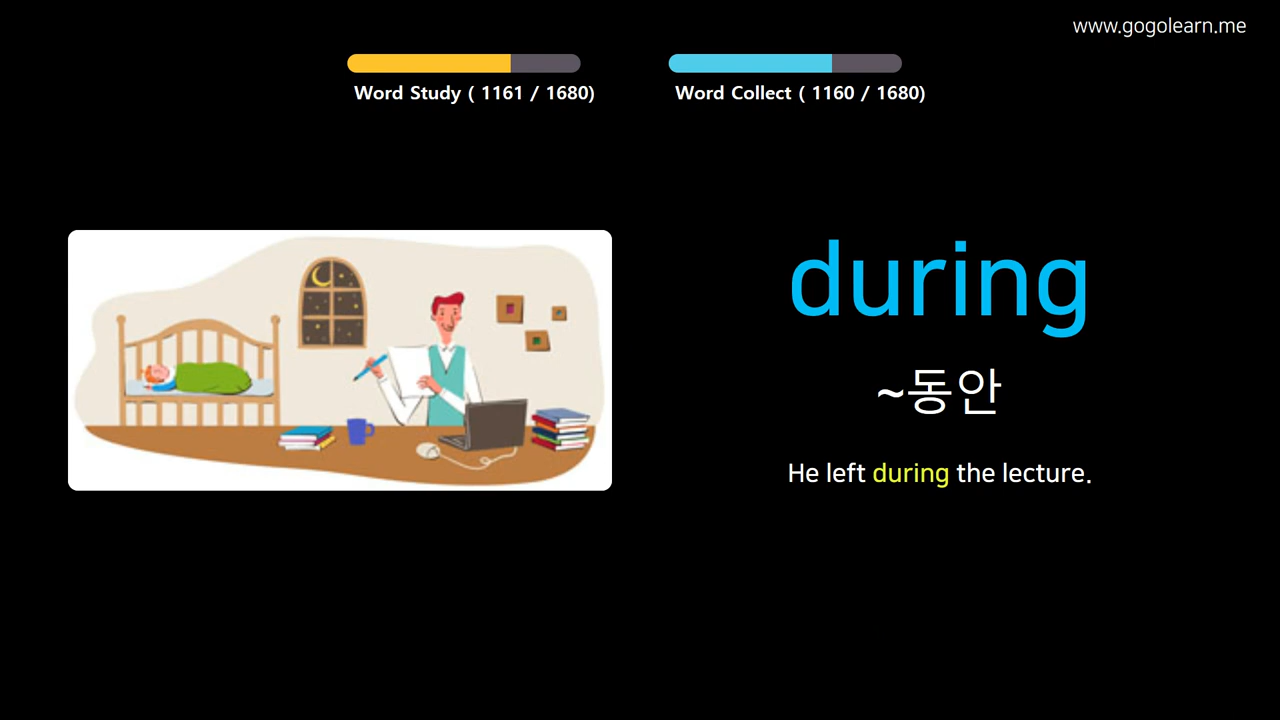 www.gogolearn.me
Word Study ( 1161 / 1680)
Word Collect ( 1160 / 1680)
during
~동안
He left during the lecture.